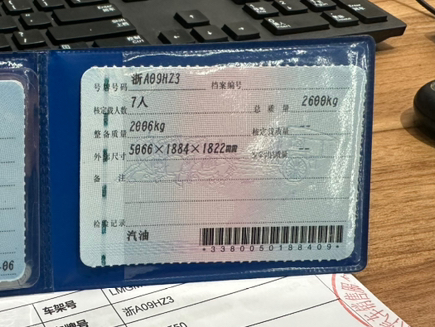 号牌号码 浙A09HZ3 档案编号
核定载人数 7人 总质量 2600kg
整备质量 2006kg 核定载质量 --
外廓尺寸 5066×1884×1822mm 准牵引总质量 --
备注
检验记录
汽油
*3380050188409*
06
车架号
浙A09HZ3
牌号